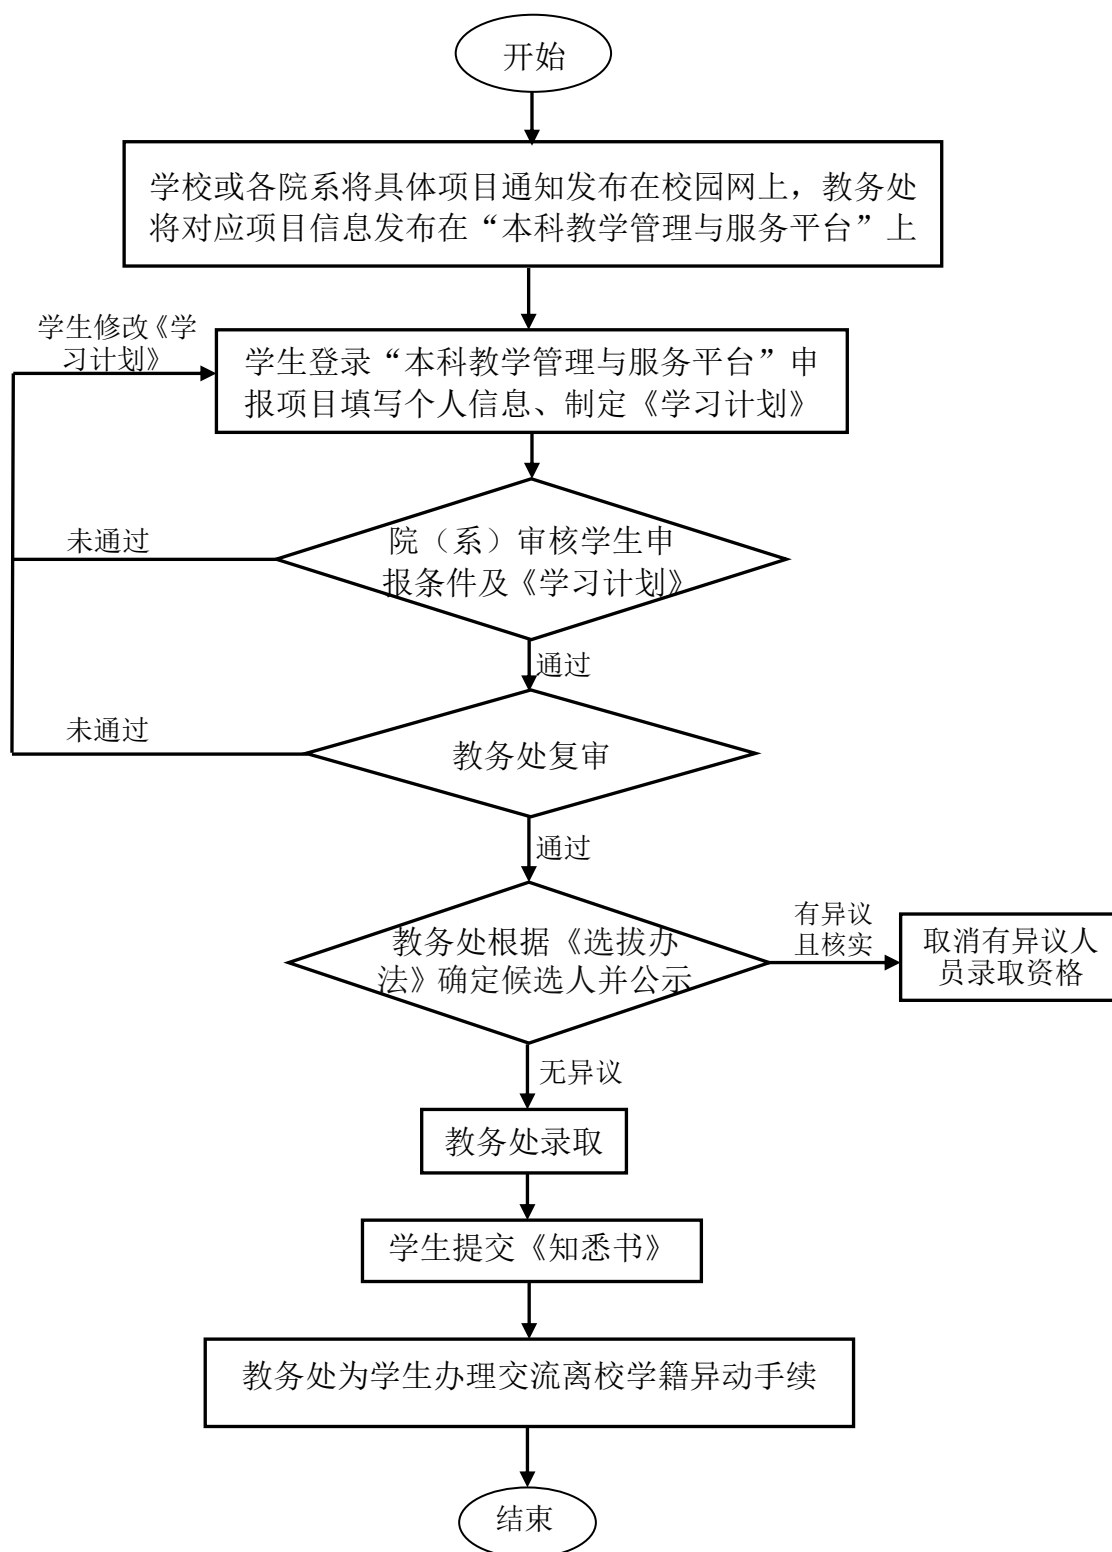 开始
学校或各院系将具体项目通知发布在校园网上，教务处
将对应项目信息发布在“本科教学管理与服务平台”上
学生修改《学
习计划》
学生登录“本科教学管理与服务平台”申
报项目填写个人信息、制定《学习计划》
未通过
院（系）审核学生申
报条件及《学习计划》
通过
未通过
教务处复审
通过
教务处根据《选拔办
法》确定候选人并公示
有异议
且核实
取消有异议人
员录取资格
无异议
教务处录取
学生提交《知悉书》
教务处为学生办理交流离校学籍异动手续
结束